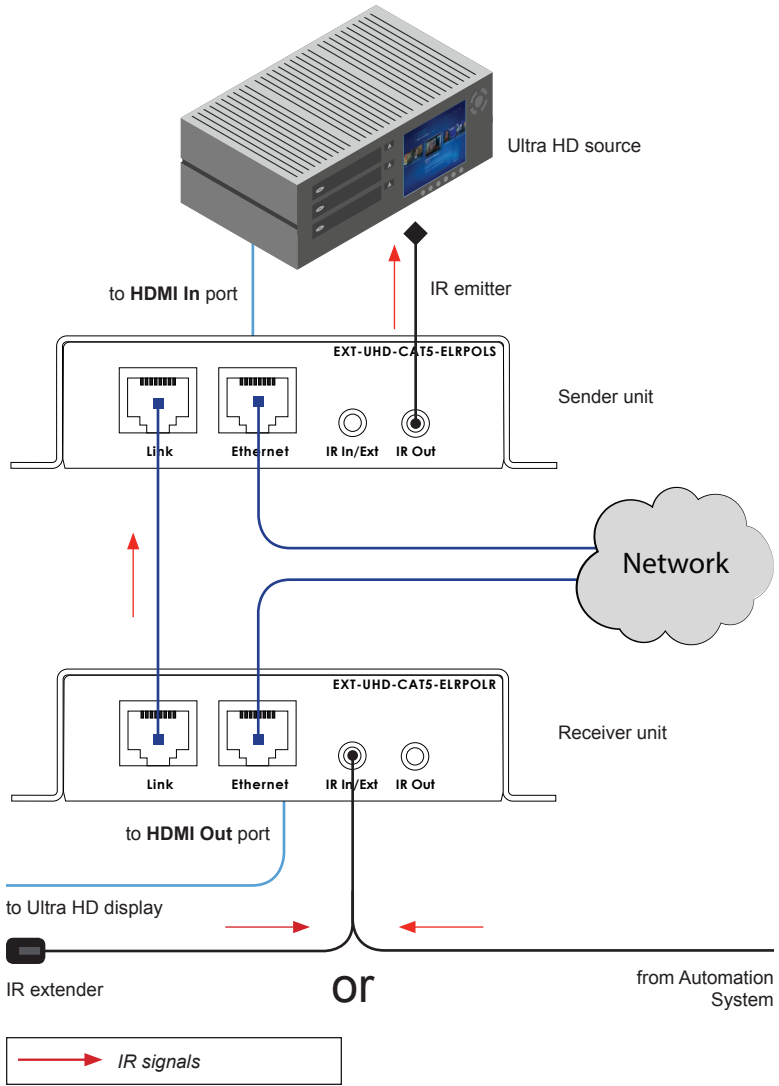 Ultra HD source
to HDMI In port
IR emitter
EXT-UHD-CAT5-ELRPOLS
Sender unit
Link
Ethernet
IR In/Ext
IR Out
Network
EXT-UHD-CAT5-ELRPOLR
Receiver unit
Link
Ethernet
IR In/Ext
IR Out
to HDMI Out port
to Ultra HD display
IR extender
or
from Automation
System
IR signals